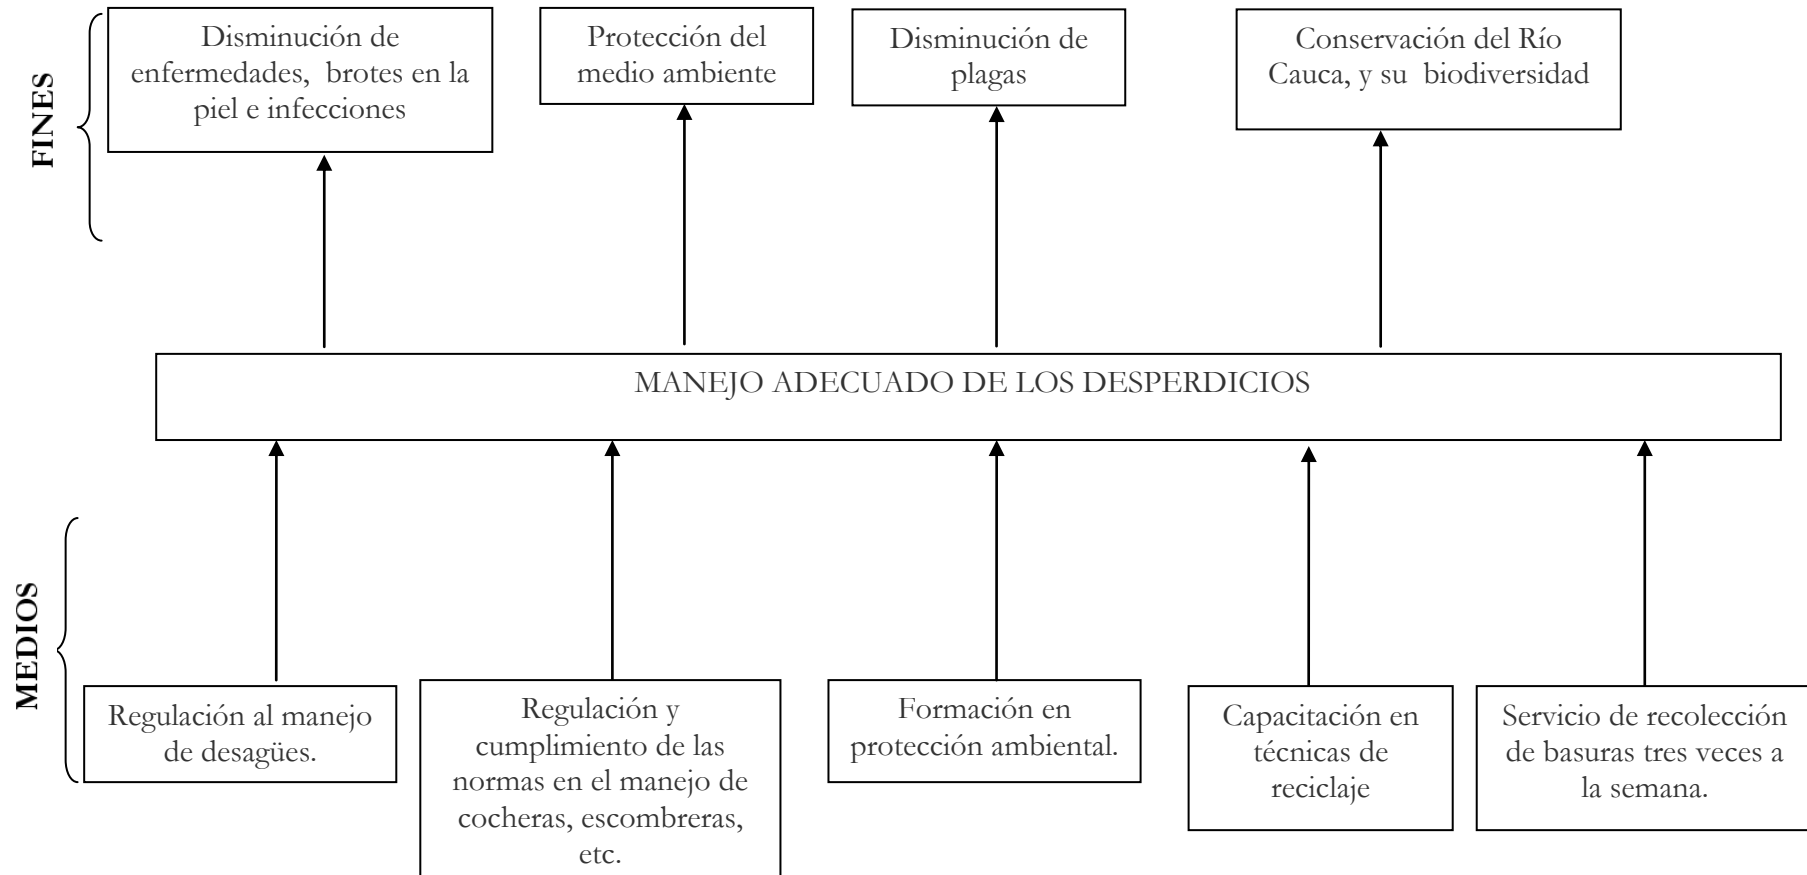 FINES
Disminución de
enfermedades, brotes en la
piel e infecciones
Protección del
medio ambiente
Disminución de
plagas
Conservación del Río
Cauca, y su biodiversidad
MANEJO ADECUADO DE LOS DESPERDICIOS
MEDIOS
Regulación al manejo
de desagües.
Regulación y
cumplimiento de las
normas en el manejo de
cocheras, escombreras,
etc.
Formación en
protección ambiental.
Capacitación en
técnicas de
reciclaje
Servicio de recolección
de basuras tres veces a
la semana.